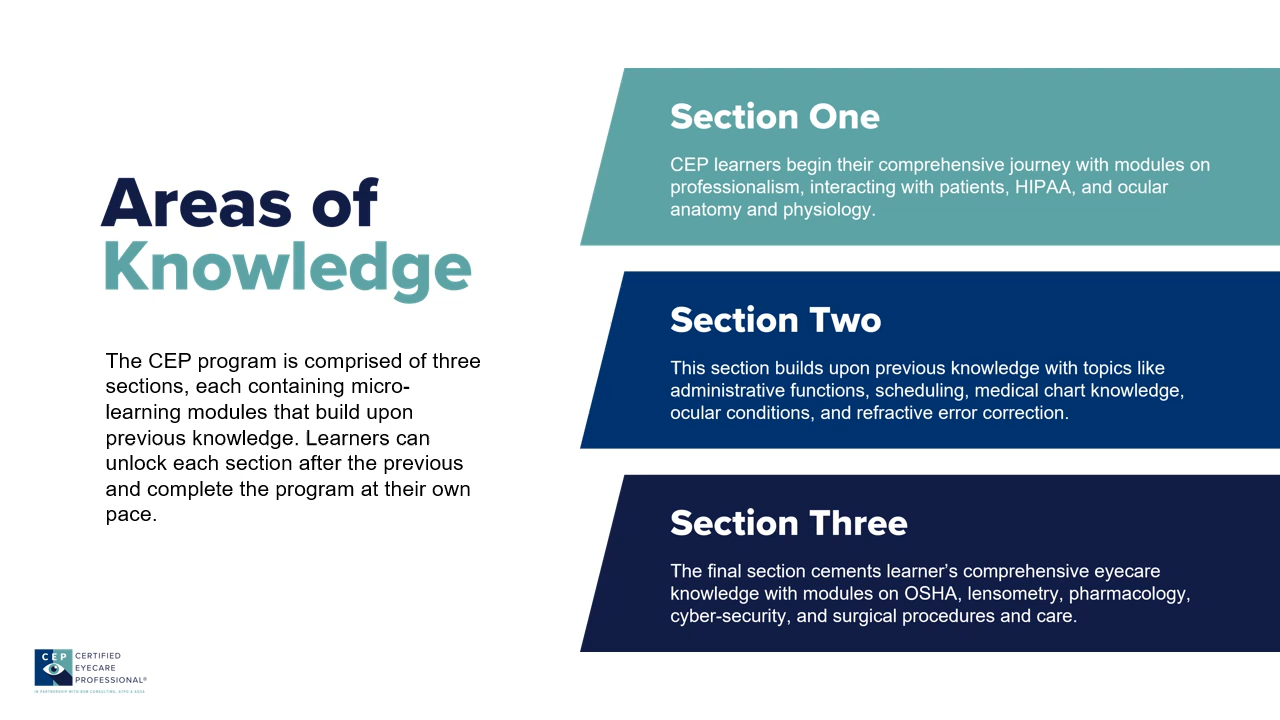 Areas of
Knowledge
The CEP program is comprised of three
sections, each containing micro-
learning modules that build upon
previous knowledge. Learners can
unlock each section after the previous
and complete the program at their own
pace.
Section One
CEP learners begin their comprehensive journey with modules on
professionalism, interacting with patients, HIPAA, and ocular
anatomy and physiology.
Section Two
This section builds upon previous knowledge with topics like
administrative functions, scheduling, medical chart knowledge,
ocular conditions, and refractive error correction.
Section Three
The final section cements learner’s comprehensive eyecare
knowledge with modules on OSHA, lensometry, pharmacology,
cyber-security, and surgical procedures and care.
CEP
CERTIFIED
EYECARE
PROFESSIONAL®
IN PARTNERSHIP WITH CONSULTING,